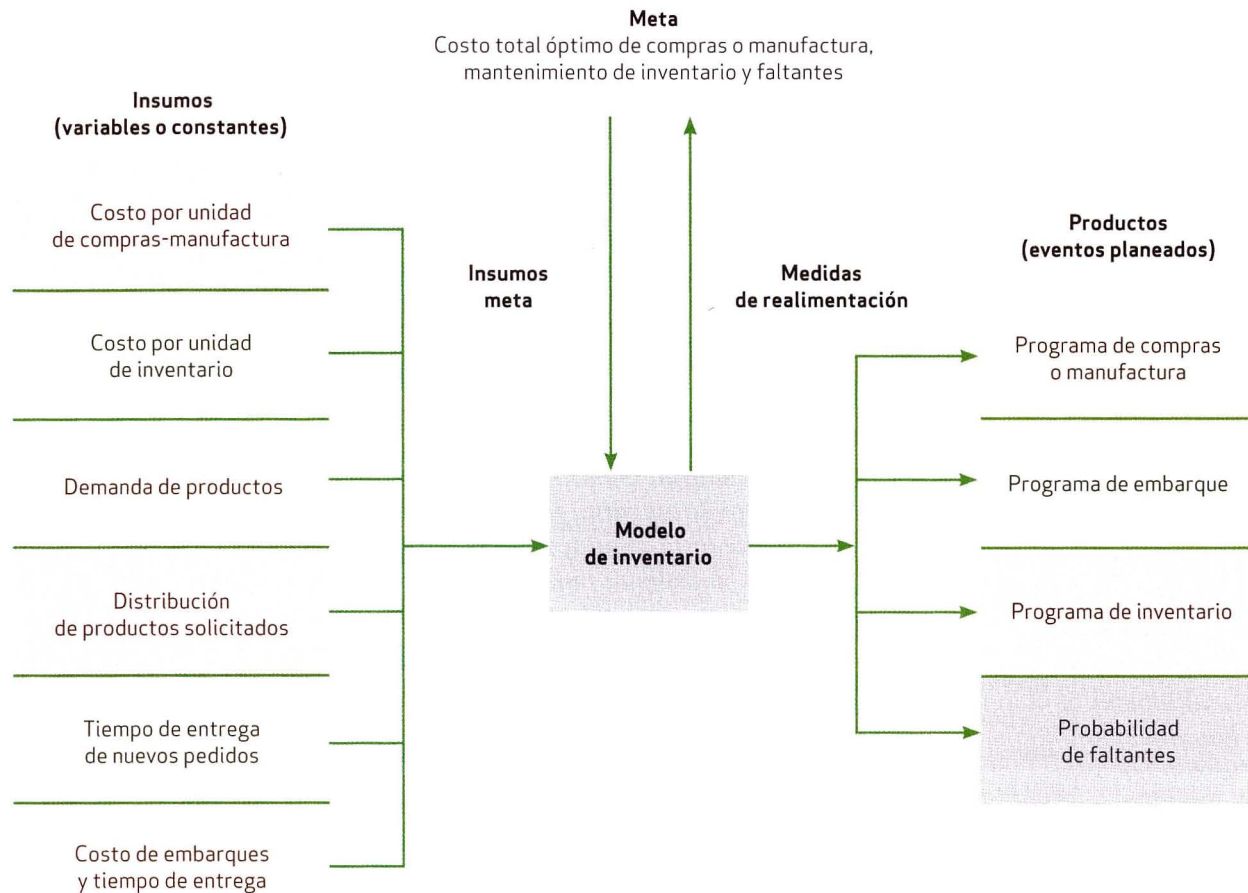 Meta
Costo total óptimo de compras o manufactura,
mantenimiento de inventario y faltantes
Insumos
(variables o constantes)
Costo por unidad
de compras-manufactura
Costo por unidad
de inventario
Demanda de productos
Distribución
de productos solicitados
Tiempo de entrega
de nuevos pedidos
Costo de embarques
y tiempo de entrega
Insumos
meta
Medidas
de realimentación
Modelo
de inventario
Productos
(eventos planeados)
Programa de compras
o manufactura
Programa de embarque
Programa de inventario
Probabilidad
de faltantes